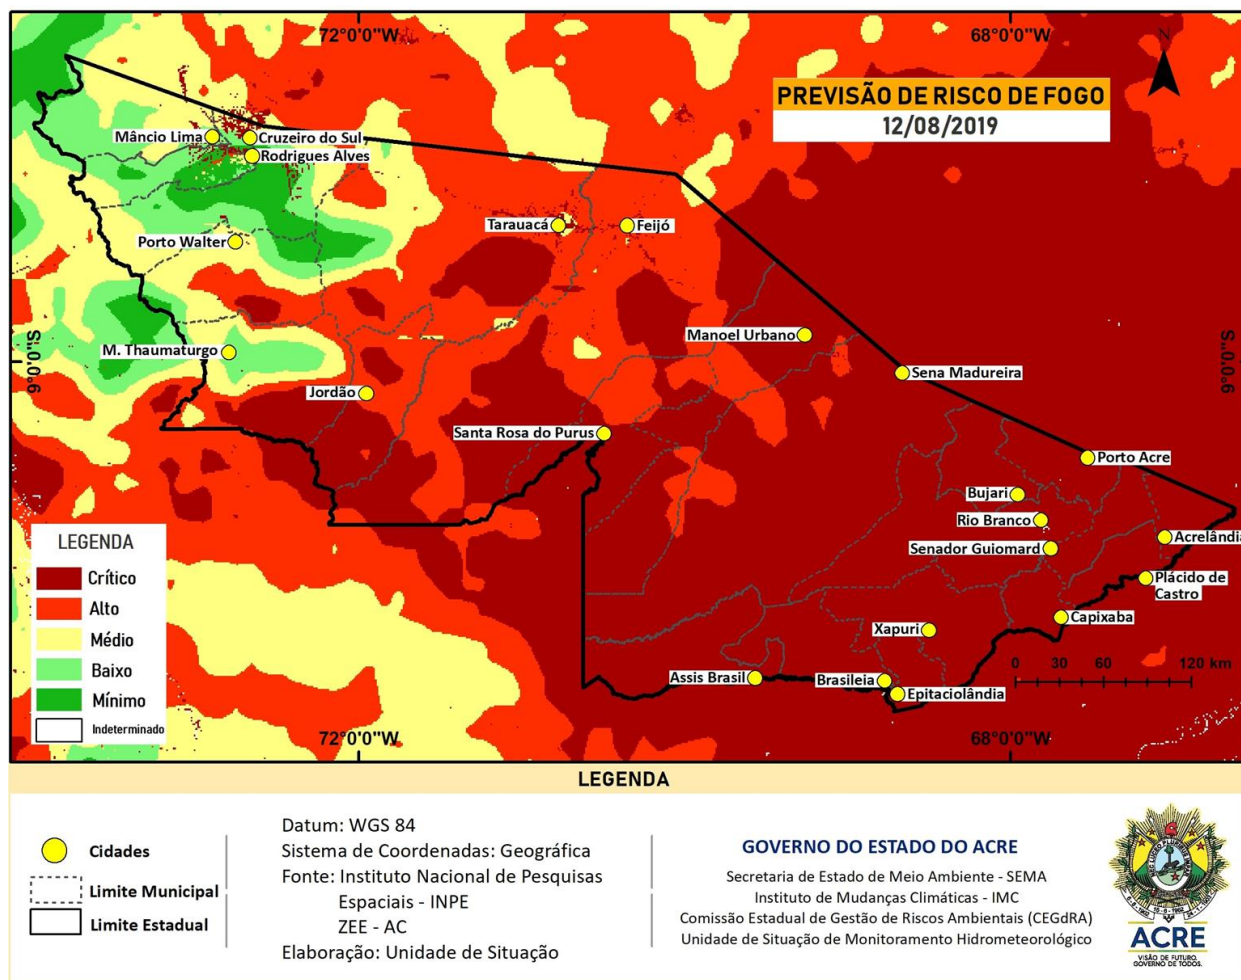 72°0'0"W
68°0'0"W
N
PREVISÃO DE RISCO DE FOGO
12/08/2019
Mâncio Lima
Cruzeiro do Sul
Rodrigues Alves
Tarauacá
Feijó
Porto Walter
Manoel Urbano
9°0'0"S
9°0'0"S
M. Thaumaturgo
Sena Madureira
Jordão
Santa Rosa do Purus
Porto Acre
Bujari
Rio Branco
Acrelândia
Senador Guiomard
Plácido de
Castro
Capixaba
Xapuri
Assis Brasil
Brasileia
Epitaciolândia
0 30 60 120 km
LEGENDA
Crítico
Alto
Médio
Baixo
Mínimo
Indeterminado
72°0'0"W
68°0'0"W
LEGENDA
Cidades
Limite Municipal
Limite Estadual
Datum: WGS 84
Sistema de Coordenadas: Geográfica
Fonte: Instituto Nacional de Pesquisas
Espaciais - INPE
ZEE - AC
Elaboração: Unidade de Situação
GOVERNO DO ESTADO DO ACRE
Secretaria de Estado de Meio Ambiente - SEMA
Instituto de Mudanças Climáticas - IMC
Comissão Estadual de Gestão de Riscos Ambientais (CEGdRA)
Unidade de Situação de Monitoramento Hidrometeorológico
ACRE
VISÃO DE FUTURO.
GOVERNO DE TODOS.